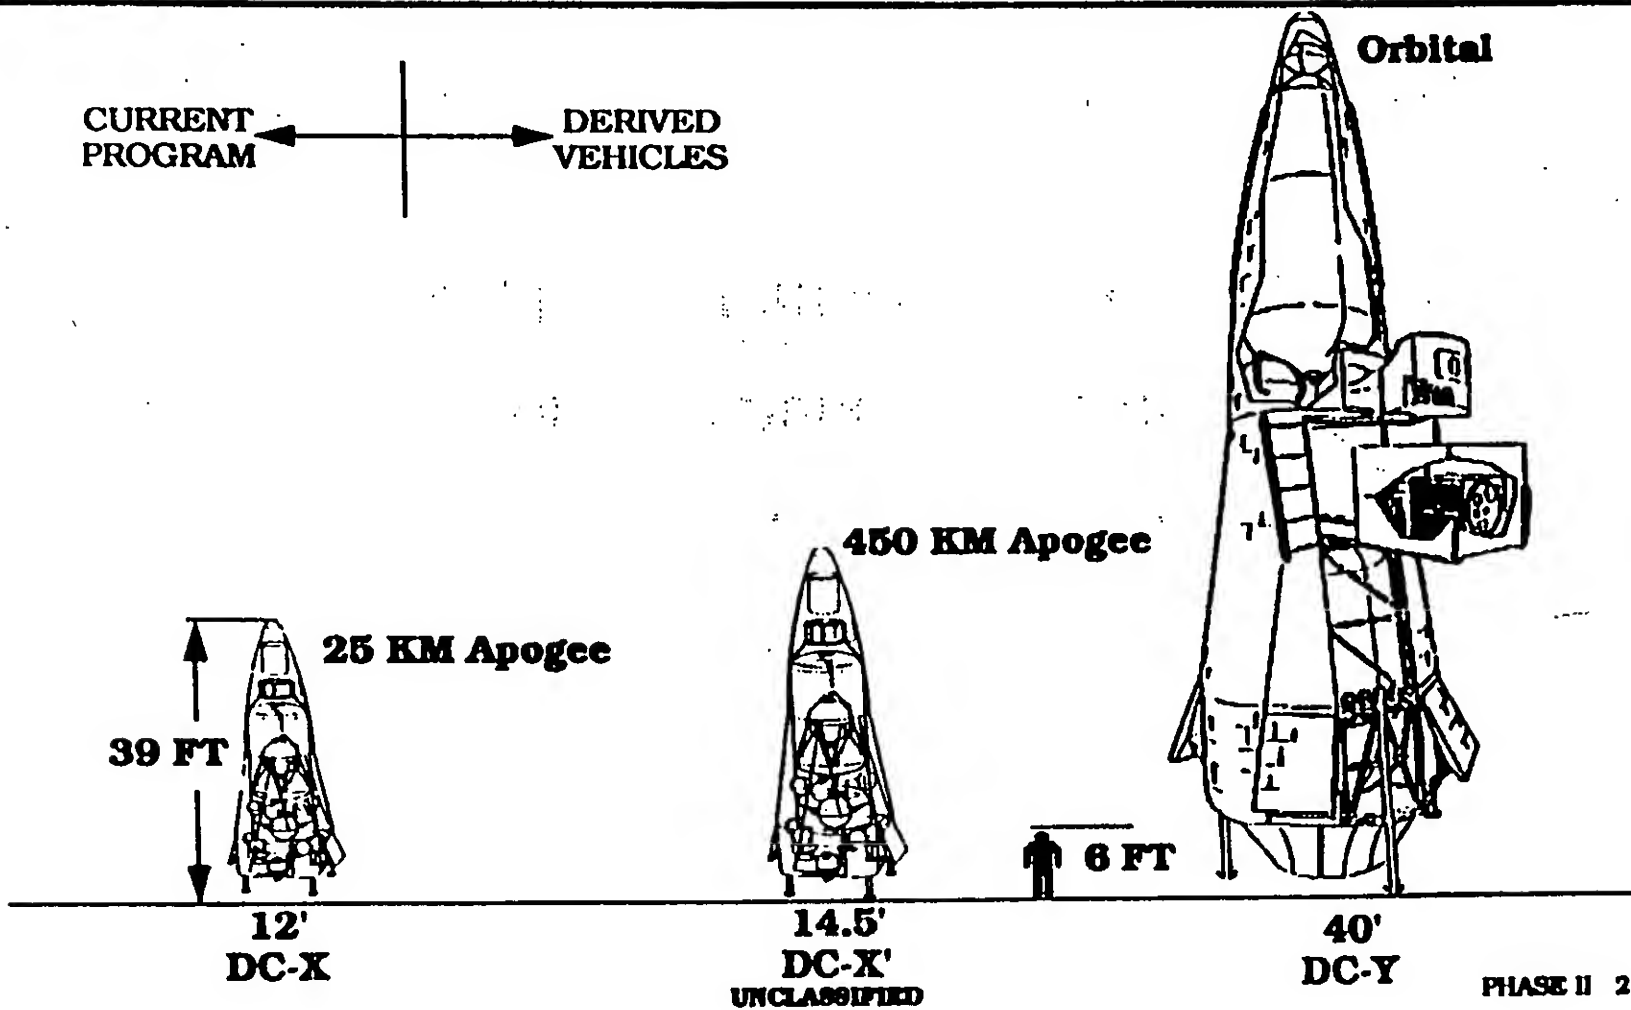 Orbital
CURRENT
PROGRAM
DERIVED
VEHICLES
450 KM Apogee
25 KM Apogee
39 FT
6 FT
12'
DC-X
14.5'
DC-X'
UNCLASSIFIED
40'
DC-Y
PHASE II 2